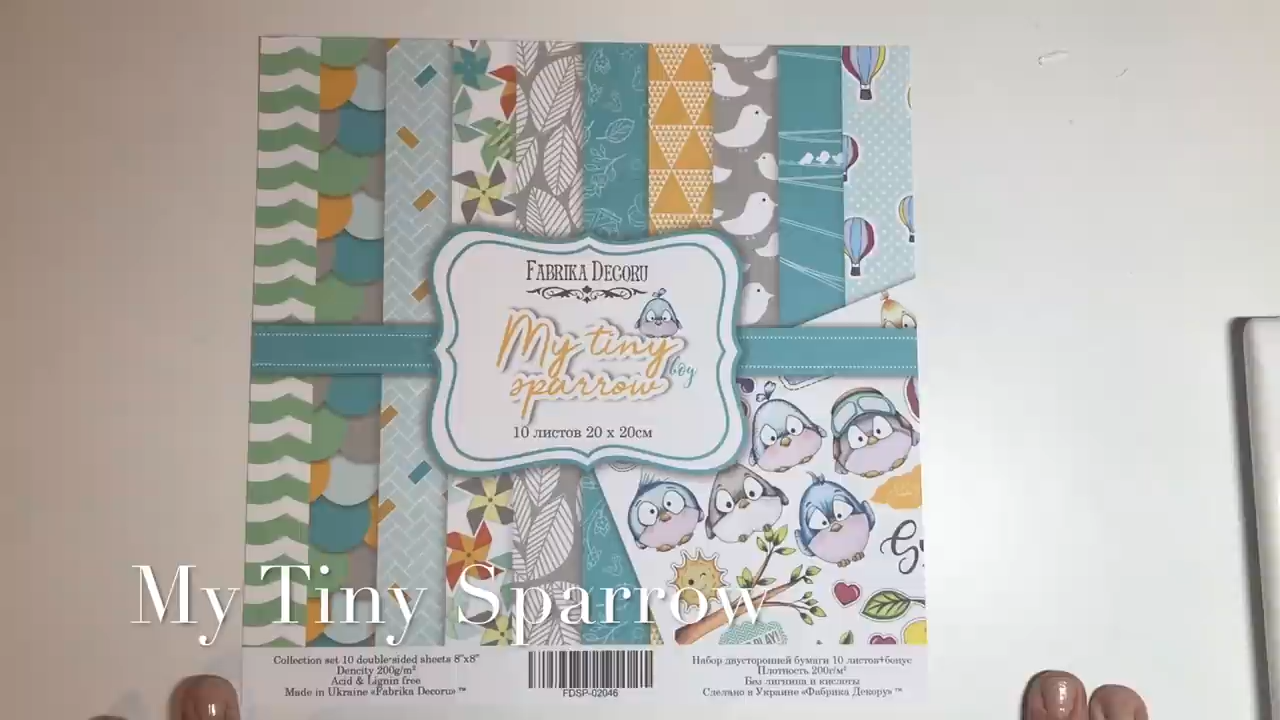 Fabrika Decoru
My tiny
boy
sparrow
10 листов 20 х 20см
My Tiny Sparrow
Collection set 10 double-sided sheets 8"x8"
Dencity 200g/m²
Acid & Lignin free
Made in Ukraine «Fabrika Decoru» ™
FDSP-02046
Набор двусторонней бумаги 10 листов+бонус
Плотность 200г/м²
Без лигнина и кислоты
Сделано в Украине «Фабрика Декору» ™